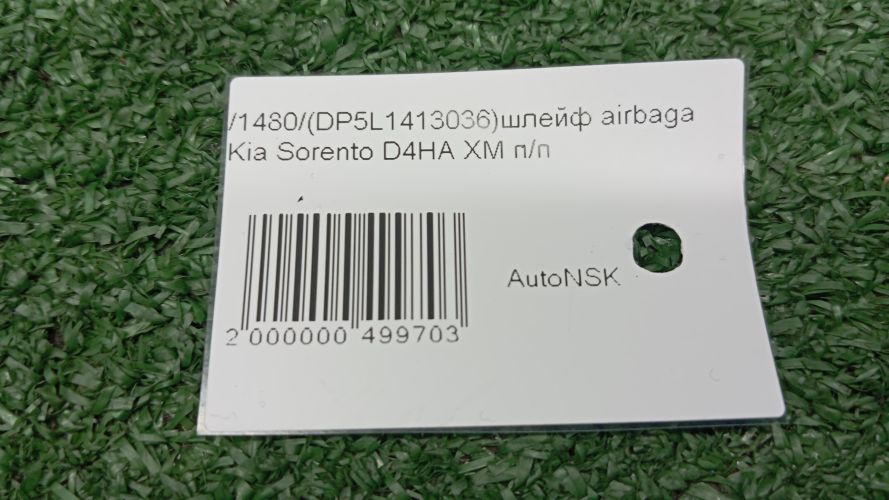 /1480/(DP5L1413036)шлейф airbaga
Kia Sorento D4HA XM п/п
AutoNSK
2 000000 499703